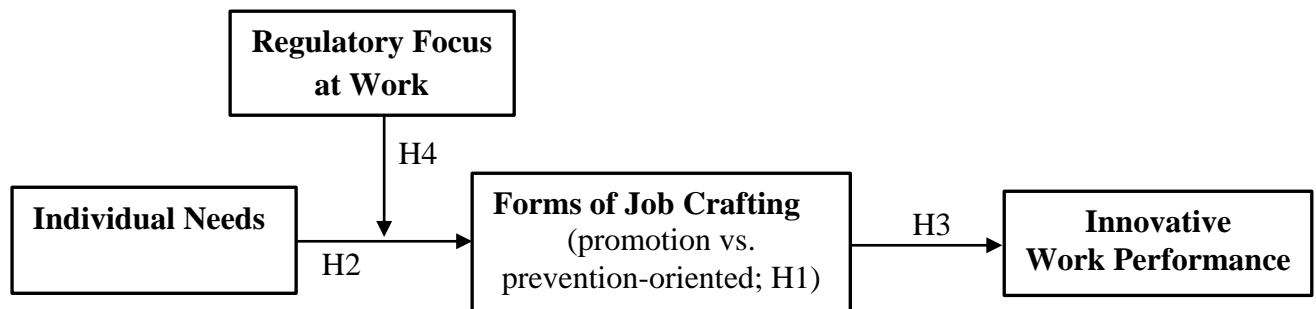 Regulatory Focus
at Work
H4
Individual Needs
H2
Forms of Job Crafting
(promotion vs.
prevention-oriented; H1)
H3
Innovative
Work Performance